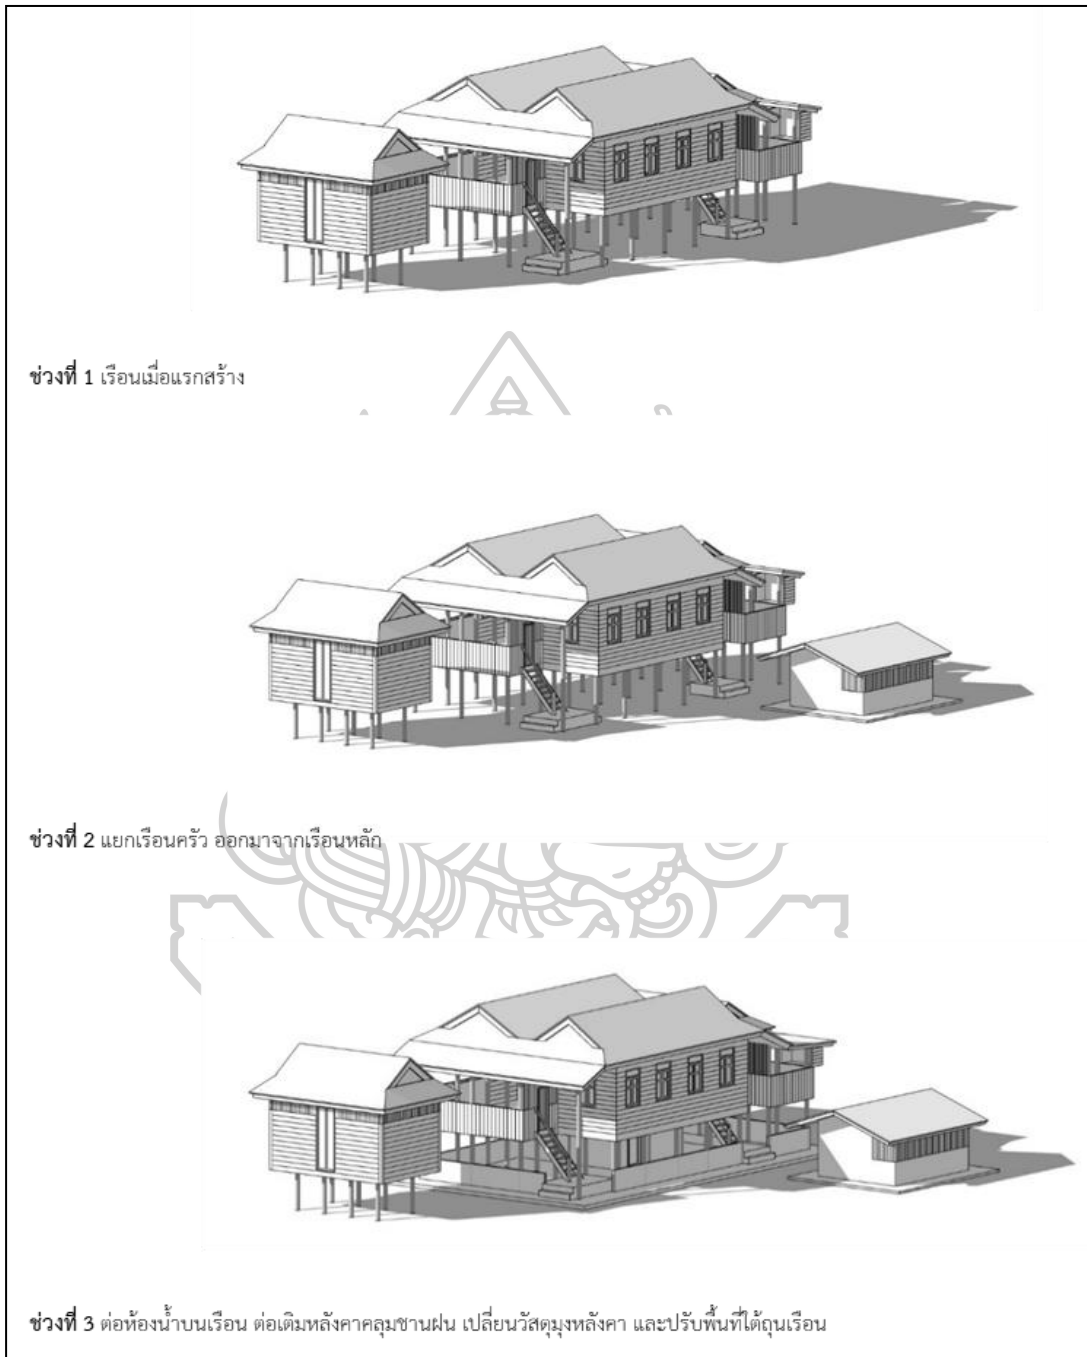 ช่วงที่ 1 เรือนเมื่อแรกสร้าง
ช่วงที่ 2 แยกเรือนครัว ออกมาจากเรือนหลัก
ช่วงที่ 3 ต่อห้องน้ำบนเรือน ต่อเติมหลังคาคลุมชานฝน เปลี่ยนวัสดุมุงหลังคา และปรับพื้นที่ใต้ถุนเรือน